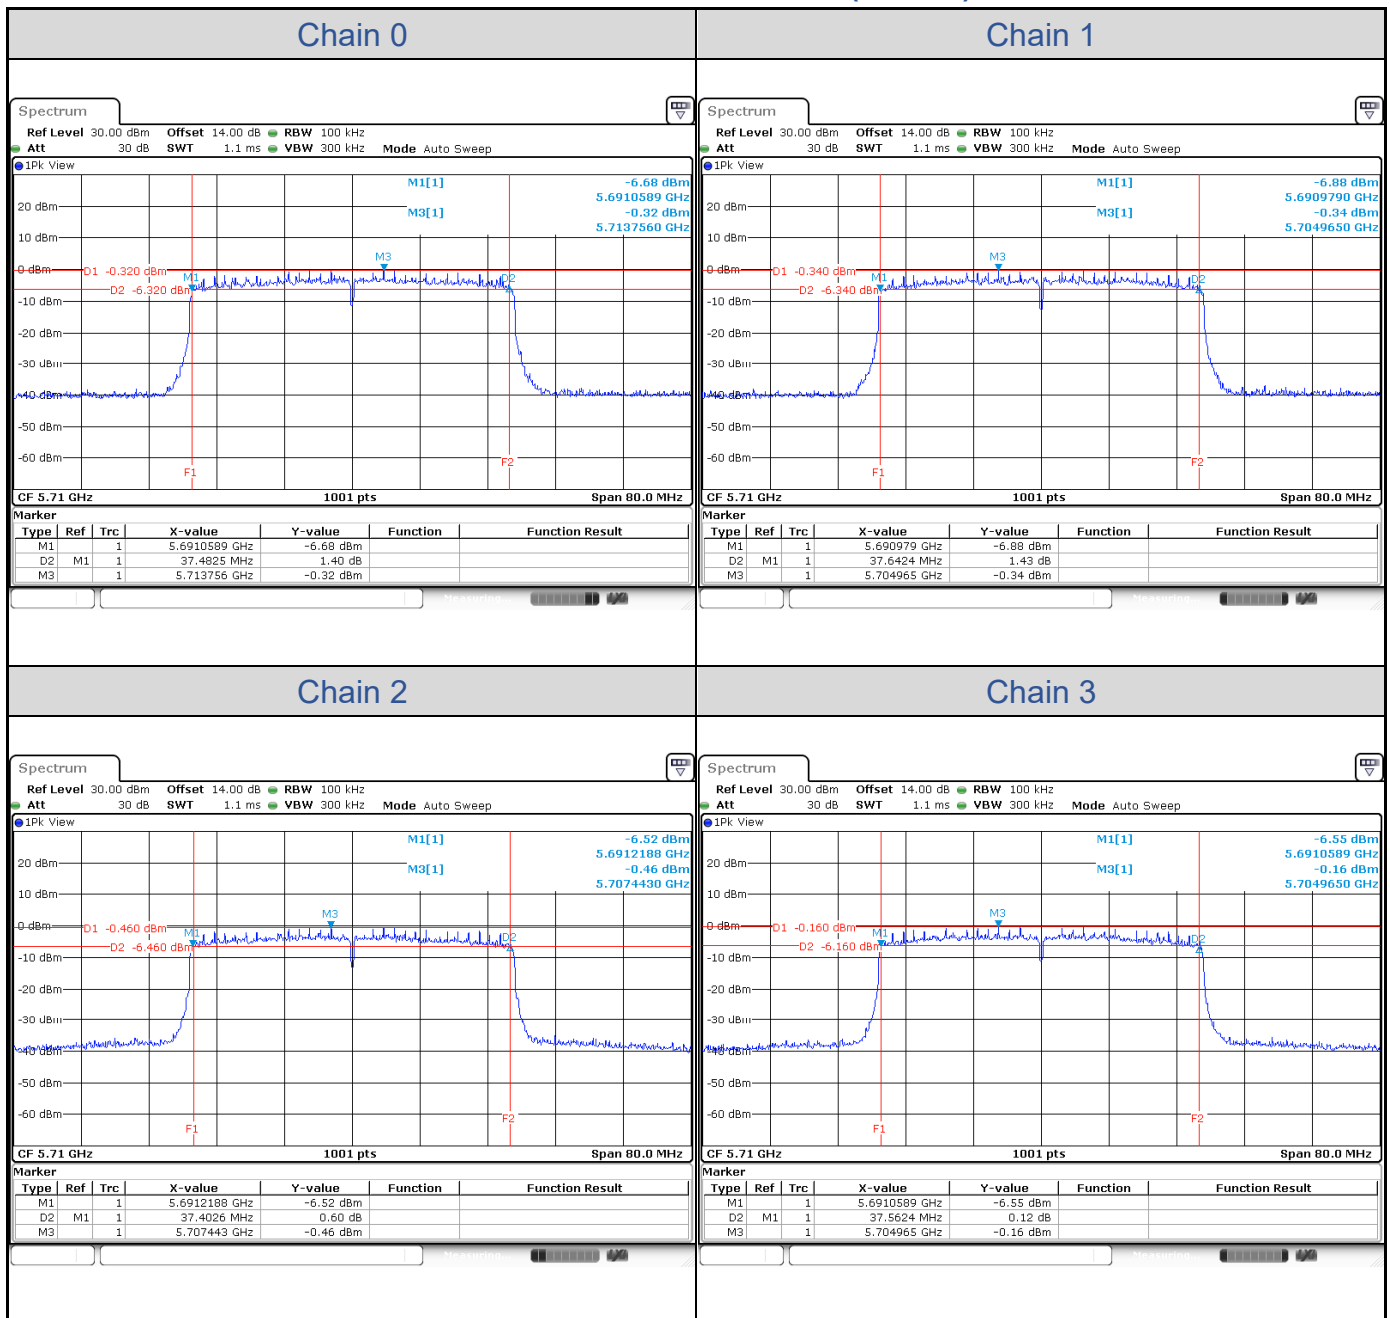 Chain 0
Spectrum
Ref Level 30.00 dBm Offset 14.00 dB RBW 100 kHz
Att 30 dB SWT 1.1 ms VBW 300 kHz Mode Auto Sweep
1Pk View
M1[1] -6.68 dBm
5.6910589 GHz
20 dBm
M3[1] -0.32 dBm
5.7137560 GHz
10 dBm
M3
0 dBm
D1 -0.320 dBm
M1 D2
D2 -6.320 dBm
-10 dBm
-20 dBm
-30 dBm
-40 dBm
-50 dBm
-60 dBm
F1 F2
CF 5.71 GHz 1001 pts Span 80.0 MHz
Marker
Type Ref Trc X-value Y-value Function Function Result
M1 1 5.6910589 GHz -6.68 dBm
D2 M1 1 37.4825 MHz 1.40 dB
M3 1 5.713756 GHz -0.32 dBm
Measuring...
Chain 1
Spectrum
Ref Level 30.00 dBm Offset 14.00 dB RBW 100 kHz
Att 30 dB SWT 1.1 ms VBW 300 kHz Mode Auto Sweep
1Pk View
M1[1] -6.88 dBm
5.6909790 GHz
20 dBm
M3[1] -0.34 dBm
5.7049650 GHz
10 dBm
M3
0 dBm
D1 -0.340 dBm
M1 D2
D2 -6.340 dBm
-10 dBm
-20 dBm
-30 dBm
-40 dBm
-50 dBm
-60 dBm
F1 F2
CF 5.71 GHz 1001 pts Span 80.0 MHz
Marker
Type Ref Trc X-value Y-value Function Function Result
M1 1 5.690979 GHz -6.88 dBm
D2 M1 1 37.6424 MHz 1.43 dB
M3 1 5.704965 GHz -0.34 dBm
Measuring...
Chain 2
Spectrum
Ref Level 30.00 dBm Offset 14.00 dB RBW 100 kHz
Att 30 dB SWT 1.1 ms VBW 300 kHz Mode Auto Sweep
1Pk View
M1[1] -6.52 dBm
5.6912188 GHz
20 dBm
M3[1] -0.46 dBm
5.7074430 GHz
10 dBm
M3
0 dBm
D1 -0.460 dBm
M1 D2
D2 -6.460 dBm
-10 dBm
-20 dBm
-30 dBm
-40 dBm
-50 dBm
-60 dBm
F1 F2
CF 5.71 GHz 1001 pts Span 80.0 MHz
Marker
Type Ref Trc X-value Y-value Function Function Result
M1 1 5.6912188 GHz -6.52 dBm
D2 M1 1 37.4026 MHz 0.60 dB
M3 1 5.707443 GHz -0.46 dBm
Measuring...
Chain 3
Spectrum
Ref Level 30.00 dBm Offset 14.00 dB RBW 100 kHz
Att 30 dB SWT 1.1 ms VBW 300 kHz Mode Auto Sweep
1Pk View
M1[1] -6.55 dBm
5.6910589 GHz
20 dBm
M3[1] -0.16 dBm
5.7049650 GHz
10 dBm
M3
0 dBm
D1 -0.160 dBm
M1 D2
D2 -6.160 dBm
-10 dBm
-20 dBm
-30 dBm
-40 dBm
-50 dBm
-60 dBm
F1 F2
CF 5.71 GHz 1001 pts Span 80.0 MHz
Marker
Type Ref Trc X-value Y-value Function Function Result
M1 1 5.6910589 GHz -6.55 dBm
D2 M1 1 37.5624 MHz 0.12 dB
M3 1 5.704965 GHz -0.16 dBm
Measuring...